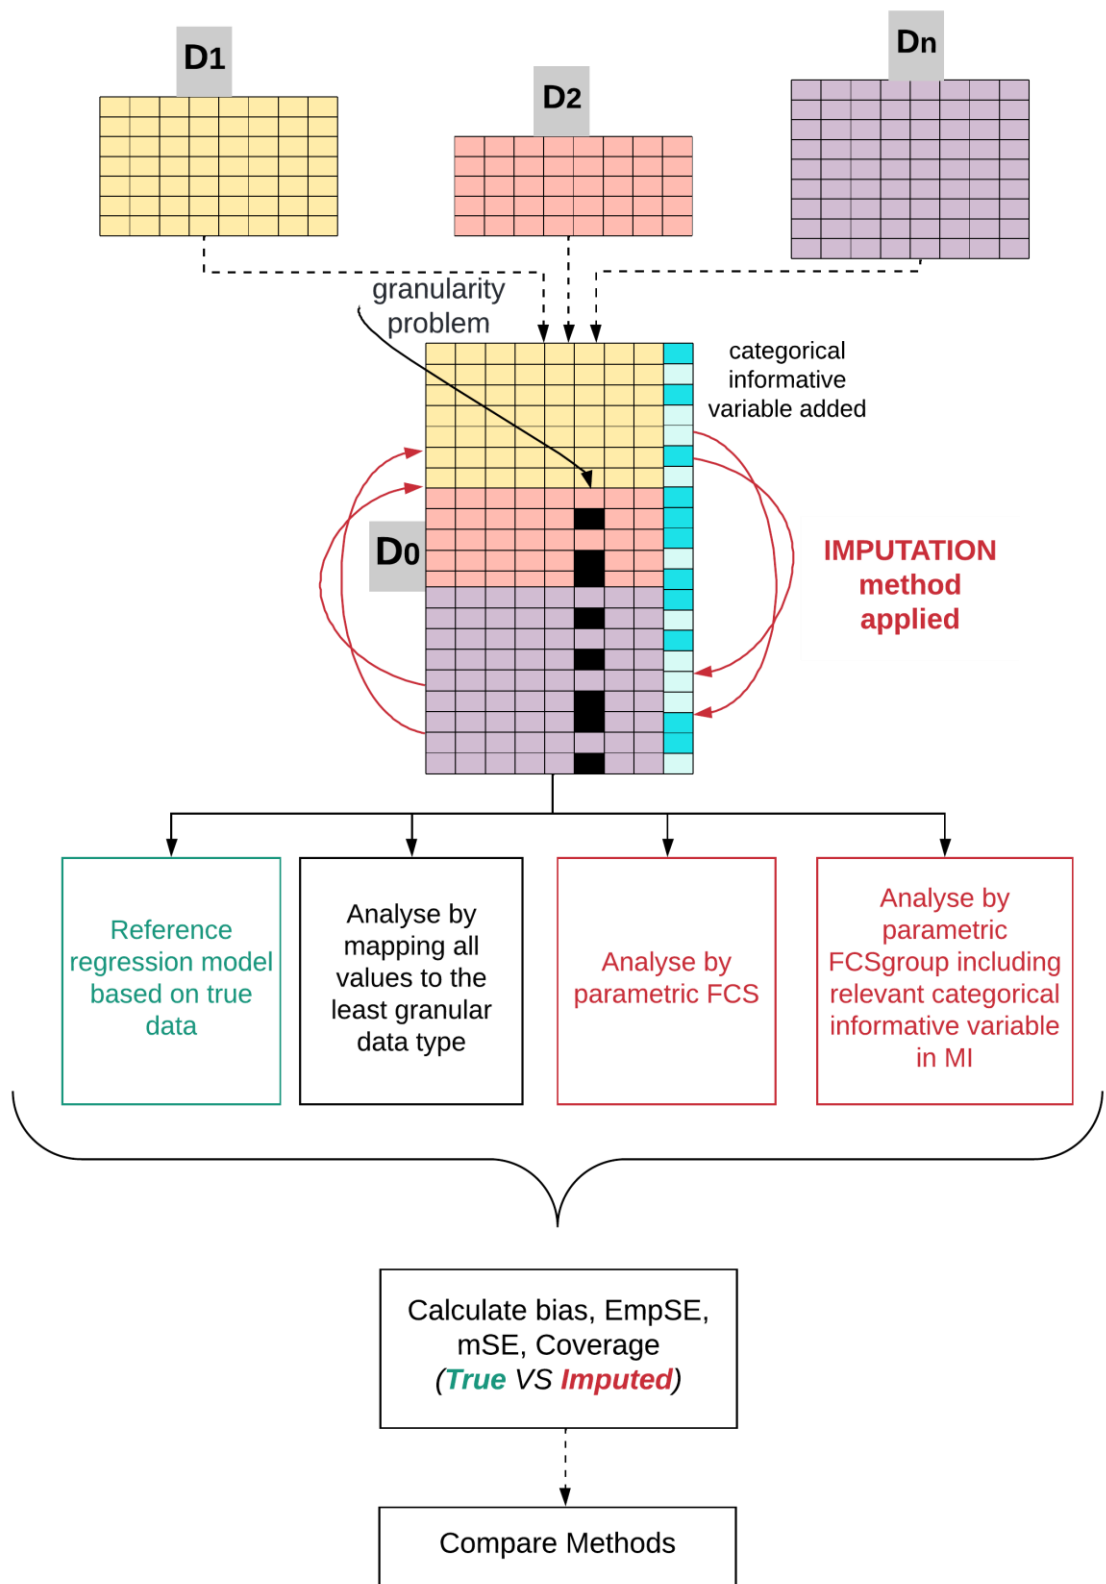 D1
D2
Dn
granularity
problem
categorical
informative
variable added
D0
IMPUTATION
method
applied
Reference
regression model
based on true
data
Analyse by
mapping all
values to the
least granular
data type
Analyse by
parametric FCS
Analyse by
parametric
FCSgroup including
relevant categorical
informative variable
in MI
Calculate bias, EmpSE,
mSE, Coverage
(True VS Imputed)
Compare Methods